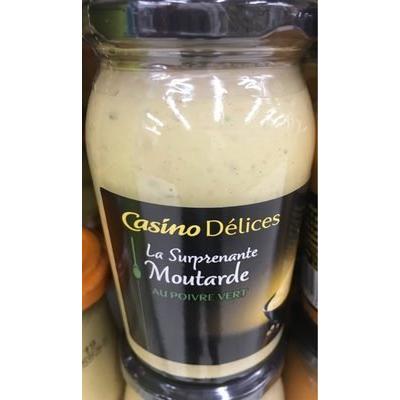 Casino Délices
La Surprenante
Moutarde
AU POIVRE VERT